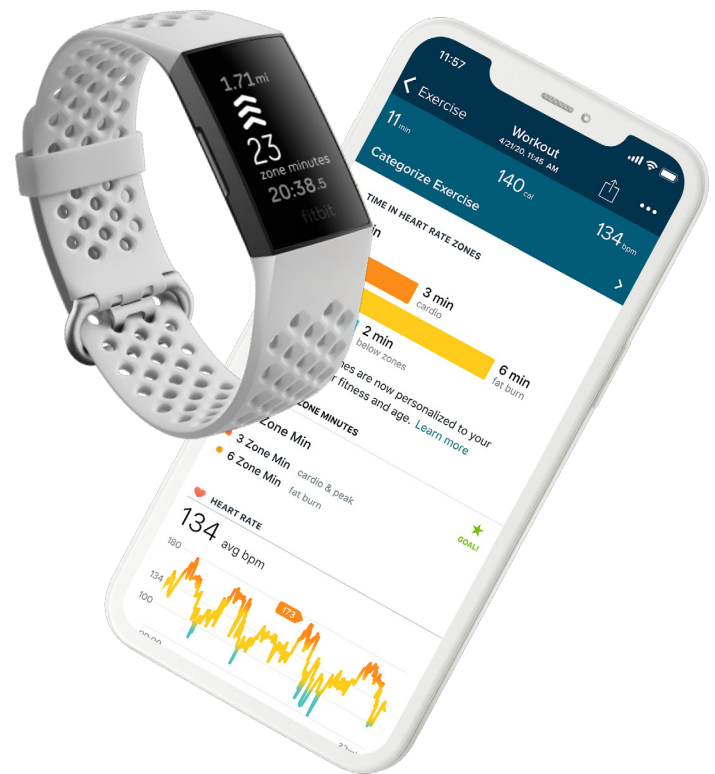 1.71 mi
23
zone minutes
20:38.5
fitbit
11:57
Exercise
Workout
4/21/20, 11:45 AM
11 min
140 cal
134 bpm
Categorize Exercise
TIME IN HEART RATE ZONES
3 min
cardio
6 min
fat burn
2 min
below zones
are now personalized to your
fitness and age. Learn more
ZONE MINUTES
Zone Min
3 Zone Min cardio & peak
6 Zone Min fat burn
GOAL!
HEART RATE
134 avg bpm
180
134
100
173